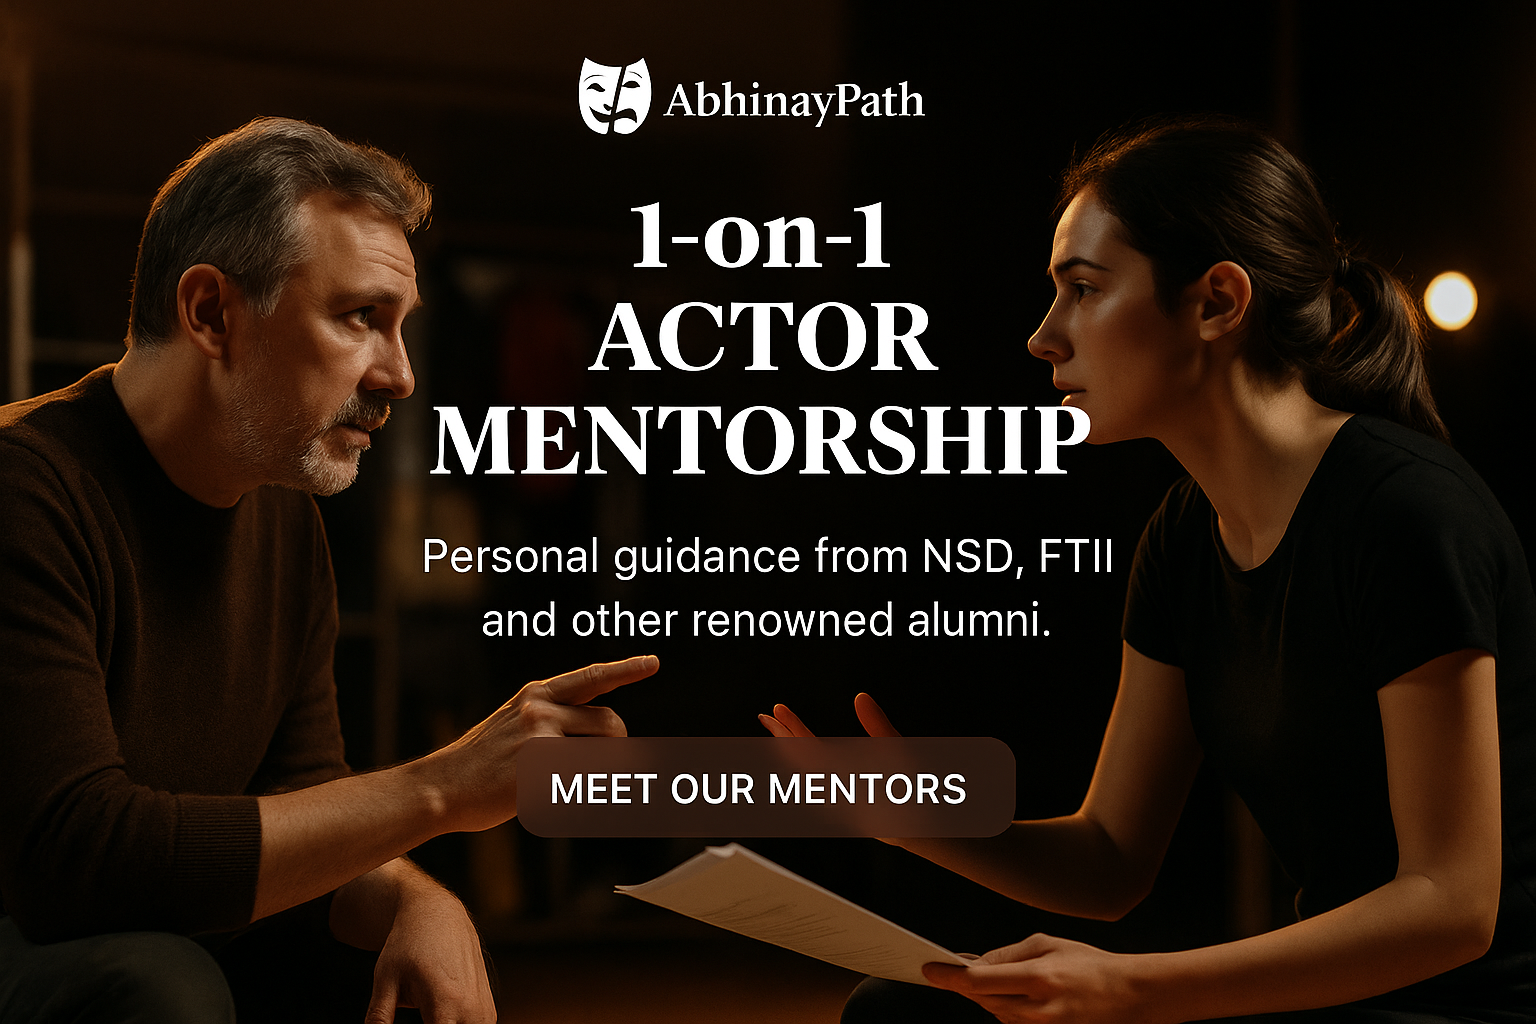 AbhinayPath
1-on-1
ACTOR
MENTORSHIP
Personal guidance from NSD, FTII
and other renowned alumni.
MEET OUR MENTORS